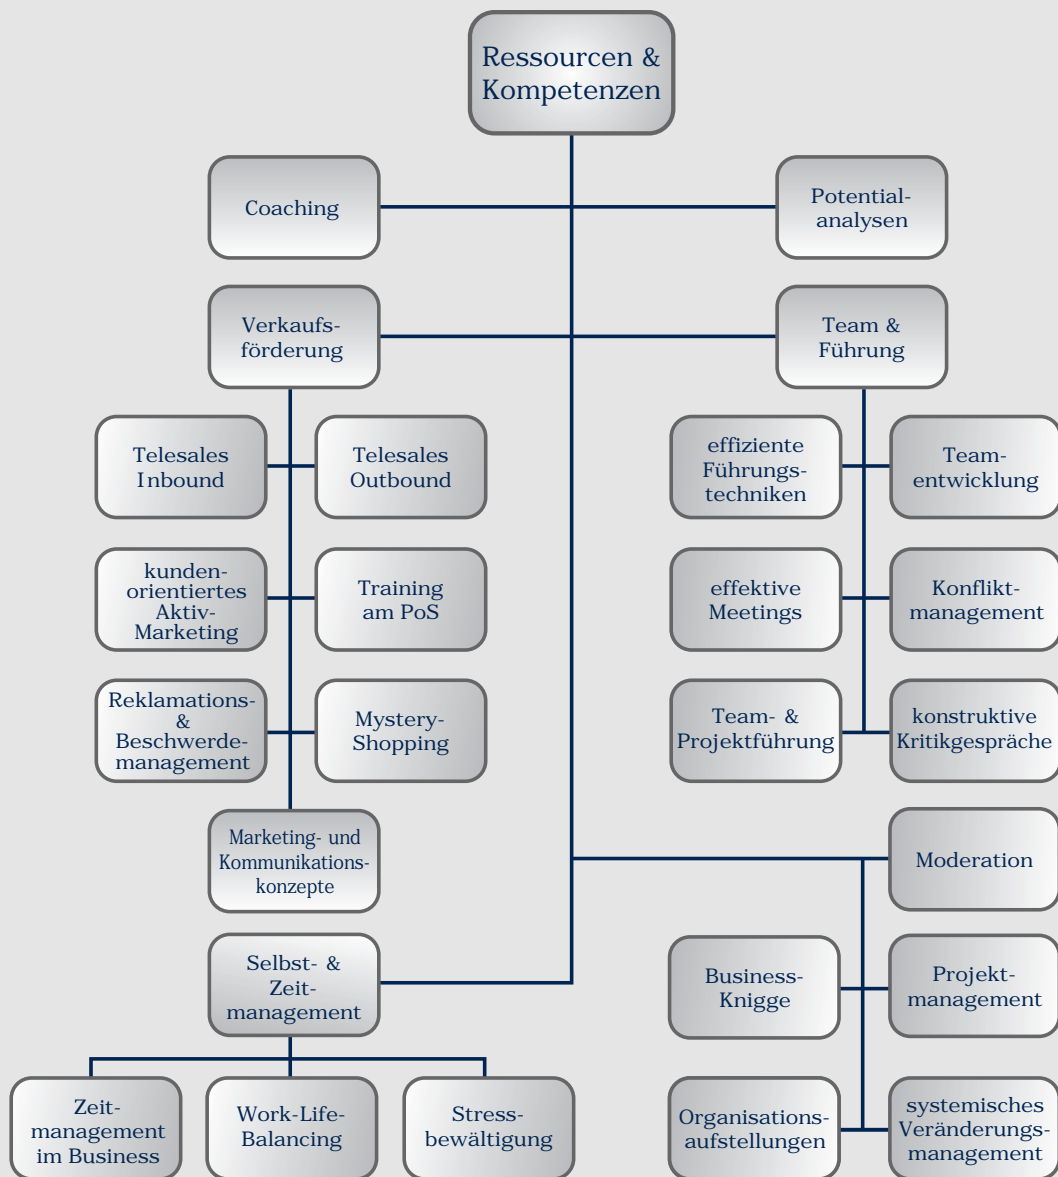 Ressourcen &
Kompetenzen
Coaching
Potential-
analysen
Verkaufs-
förderung
Team &
Führung
Telesales
Inbound
Telesales
Outbound
effiziente
Führungs-
techniken
Team-
entwicklung
kunden-
orientiertes
Aktiv-
Marketing
Training
am PoS
effektive
Meetings
Konflikt-
management
Reklamations-
&
Beschwerde-
management
Mystery-
Shopping
Team- &
Projektführung
konstruktive
Kritikgespräche
Marketing- und
Kommunikations-
konzepte
Moderation
Selbst- &
Zeit-
management
Business-
Knigge
Projekt-
management
Zeit-
management
im Business
Work-Life-
Balancing
Stress-
bewältigung
Organisations-
aufstellungen
systemisches
Veränderungs-
management